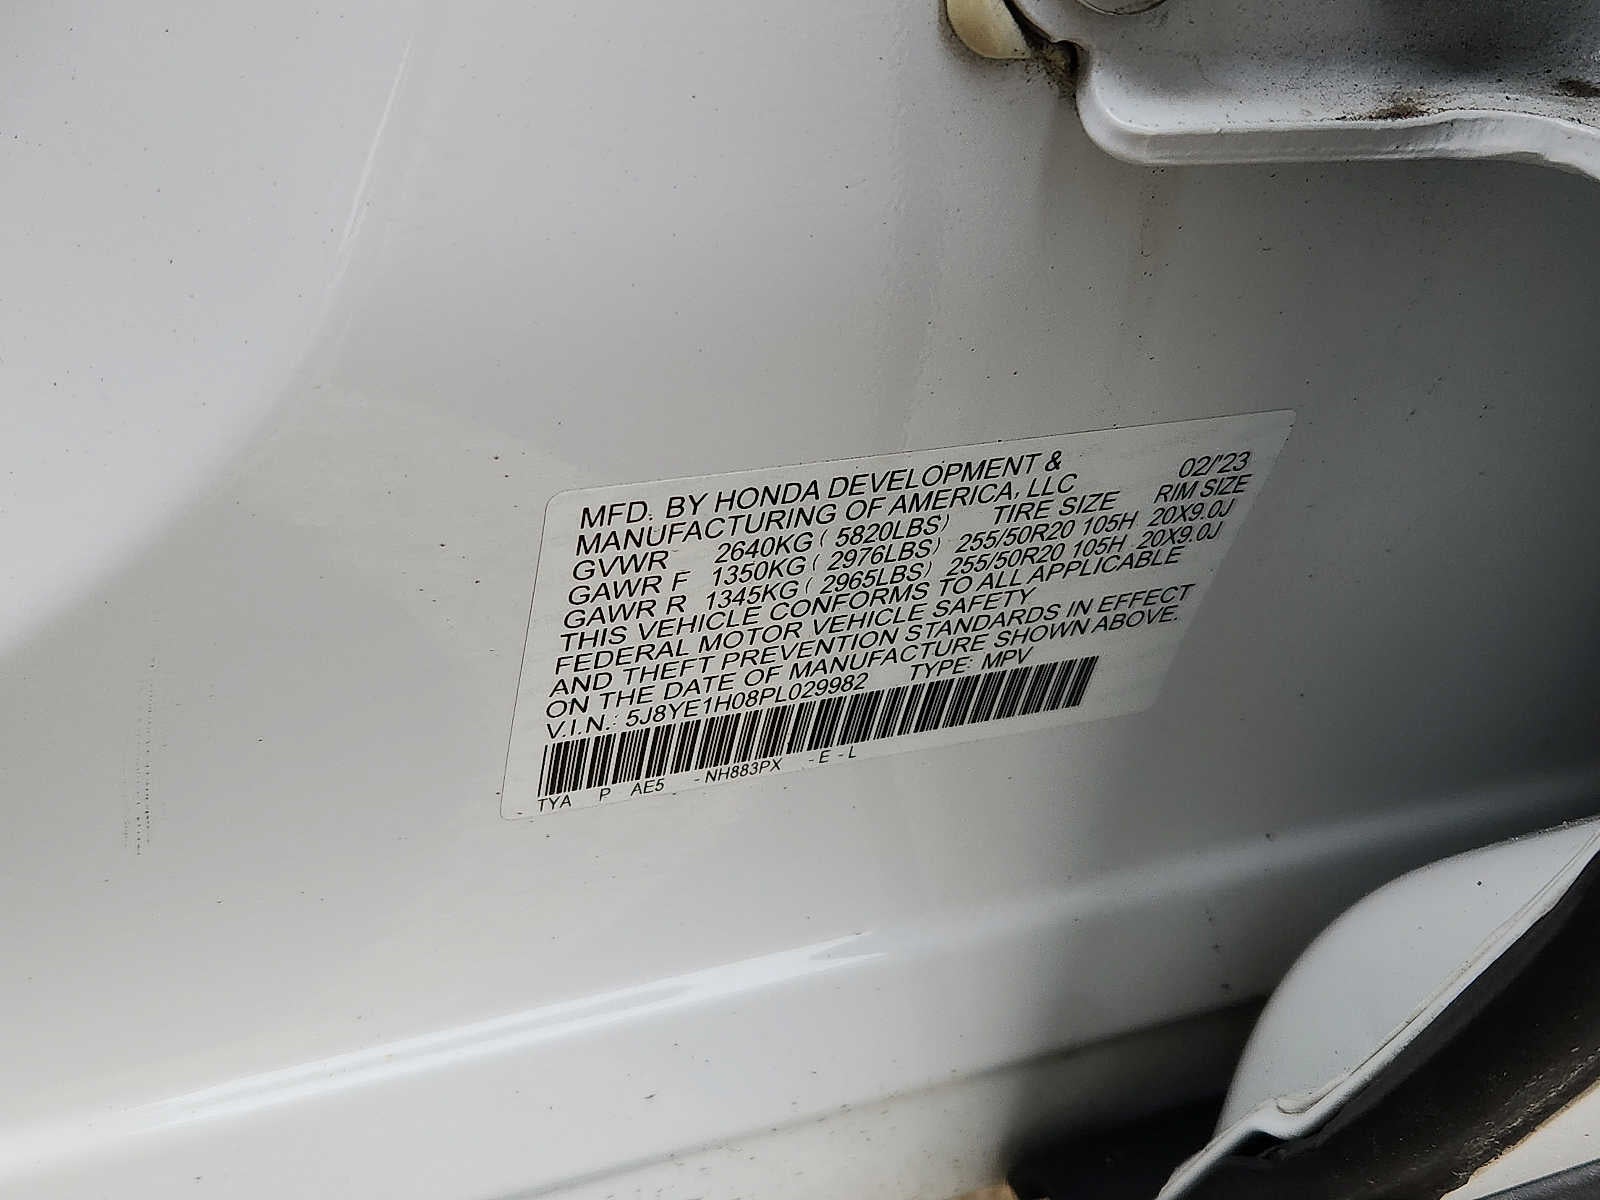 MFD. BY HONDA DEVELOPMENT & 02/'23
MANUFACTURING OF AMERICA, LLC
GVWR 2640KG ( 5820LBS) TIRE SIZE RIM SIZE
GAWR F 1350KG ( 2976LBS) 255/50R20 105H 20X9.0J
GAWR R 1345KG ( 2965LBS) 255/50R20 105H 20X9.0J
THIS VEHICLE CONFORMS TO ALL APPLICABLE
FEDERAL MOTOR VEHICLE SAFETY
AND THEFT PREVENTION STANDARDS IN EFFECT
ON THE DATE OF MANUFACTURE SHOWN ABOVE.
V.I.N.: 5J8YE1H08PL029982 TYPE: MPV
TYA P AE5 -NH883PX -E-L